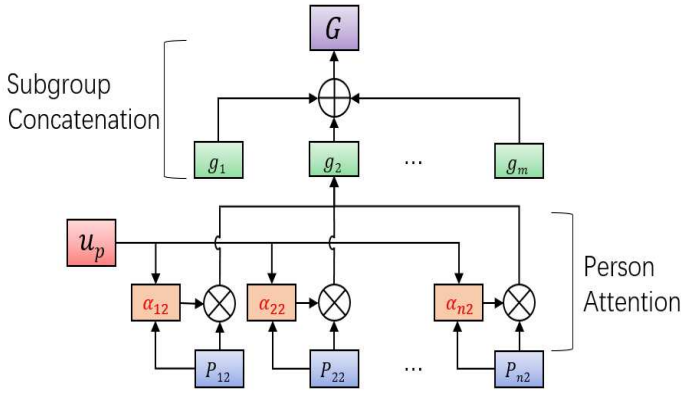 G
Subgroup
Concatenation
g₁ g₂ ... gₘ
uₚ
Person
Attention
α₁₂ α₂₂ αₙ₂
P₁₂ P₂₂ ... Pₙ₂